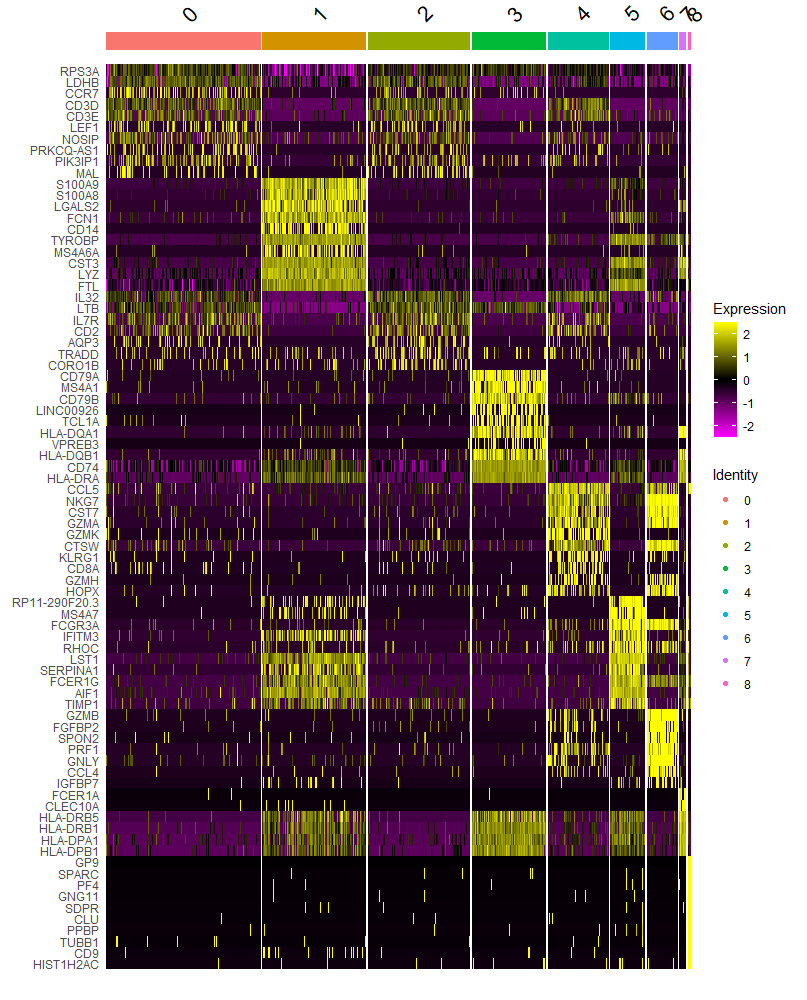 0 1 2 3 4 5 6 7 8
RPS3A
LDHB
CCR7
CD3D
CD3E
LEF1
NOSIP
PRKCQ-AS1
PIK3IP1
MAL
S100A9
S100A8
LGALS2
FCN1
CD14
TYROBP
MS4A6A
CST3
LYZ
FTL
IL32
LTB
IL7R
CD2
AQP3
TRADD
CORO1B
CD79A
MS4A1
CD79B
LINC00926
TCL1A
HLA-DQA1
VPREB3
HLA-DQB1
CD74
HLA-DRA
CCL5
NKG7
CST7
GZMA
GZMK
CTSW
KLRG1
CD8A
GZMH
HOPX
RP11-290F20.3
MS4A7
FCGR3A
IFITM3
RHOC
LST1
SERPINA1
FCER1G
AIF1
TIMP1
GZMB
FGFBP2
SPON2
PRF1
GNLY
CCL4
IGFBP7
FCER1A
CLEC10A
HLA-DRB5
HLA-DRB1
HLA-DPA1
HLA-DPB1
GP9
SPARC
PF4
GNG11
SDPR
CLU
PPBP
TUBB1
CD9
HIST1H2AC
Expression
2
1
0
-1
-2
Identity
0
1
2
3
4
5
6
7
8